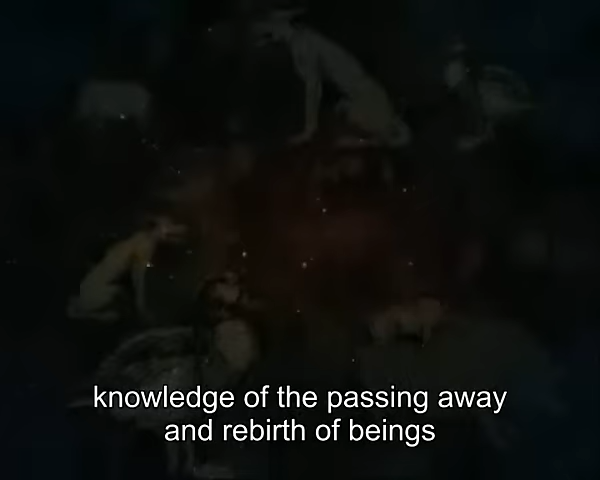 knowledge of the passing away
and rebirth of beings